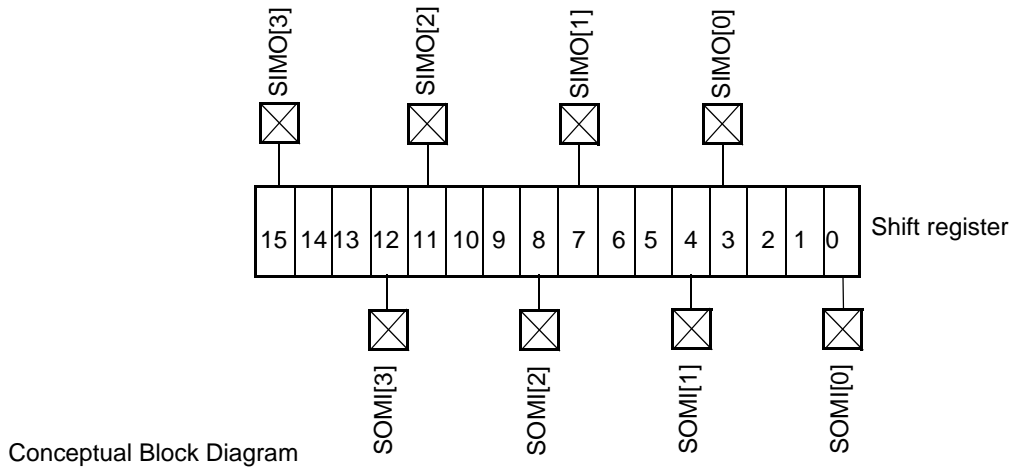 SIMO[3] SIMO[2] SIMO[1] SIMO[0]
15 14 13 12 11 10 9 8 7 6 5 4 3 2 1 0
Shift register
SOMI[3] SOMI[2] SOMI[1] SOMI[0]
Conceptual Block Diagram